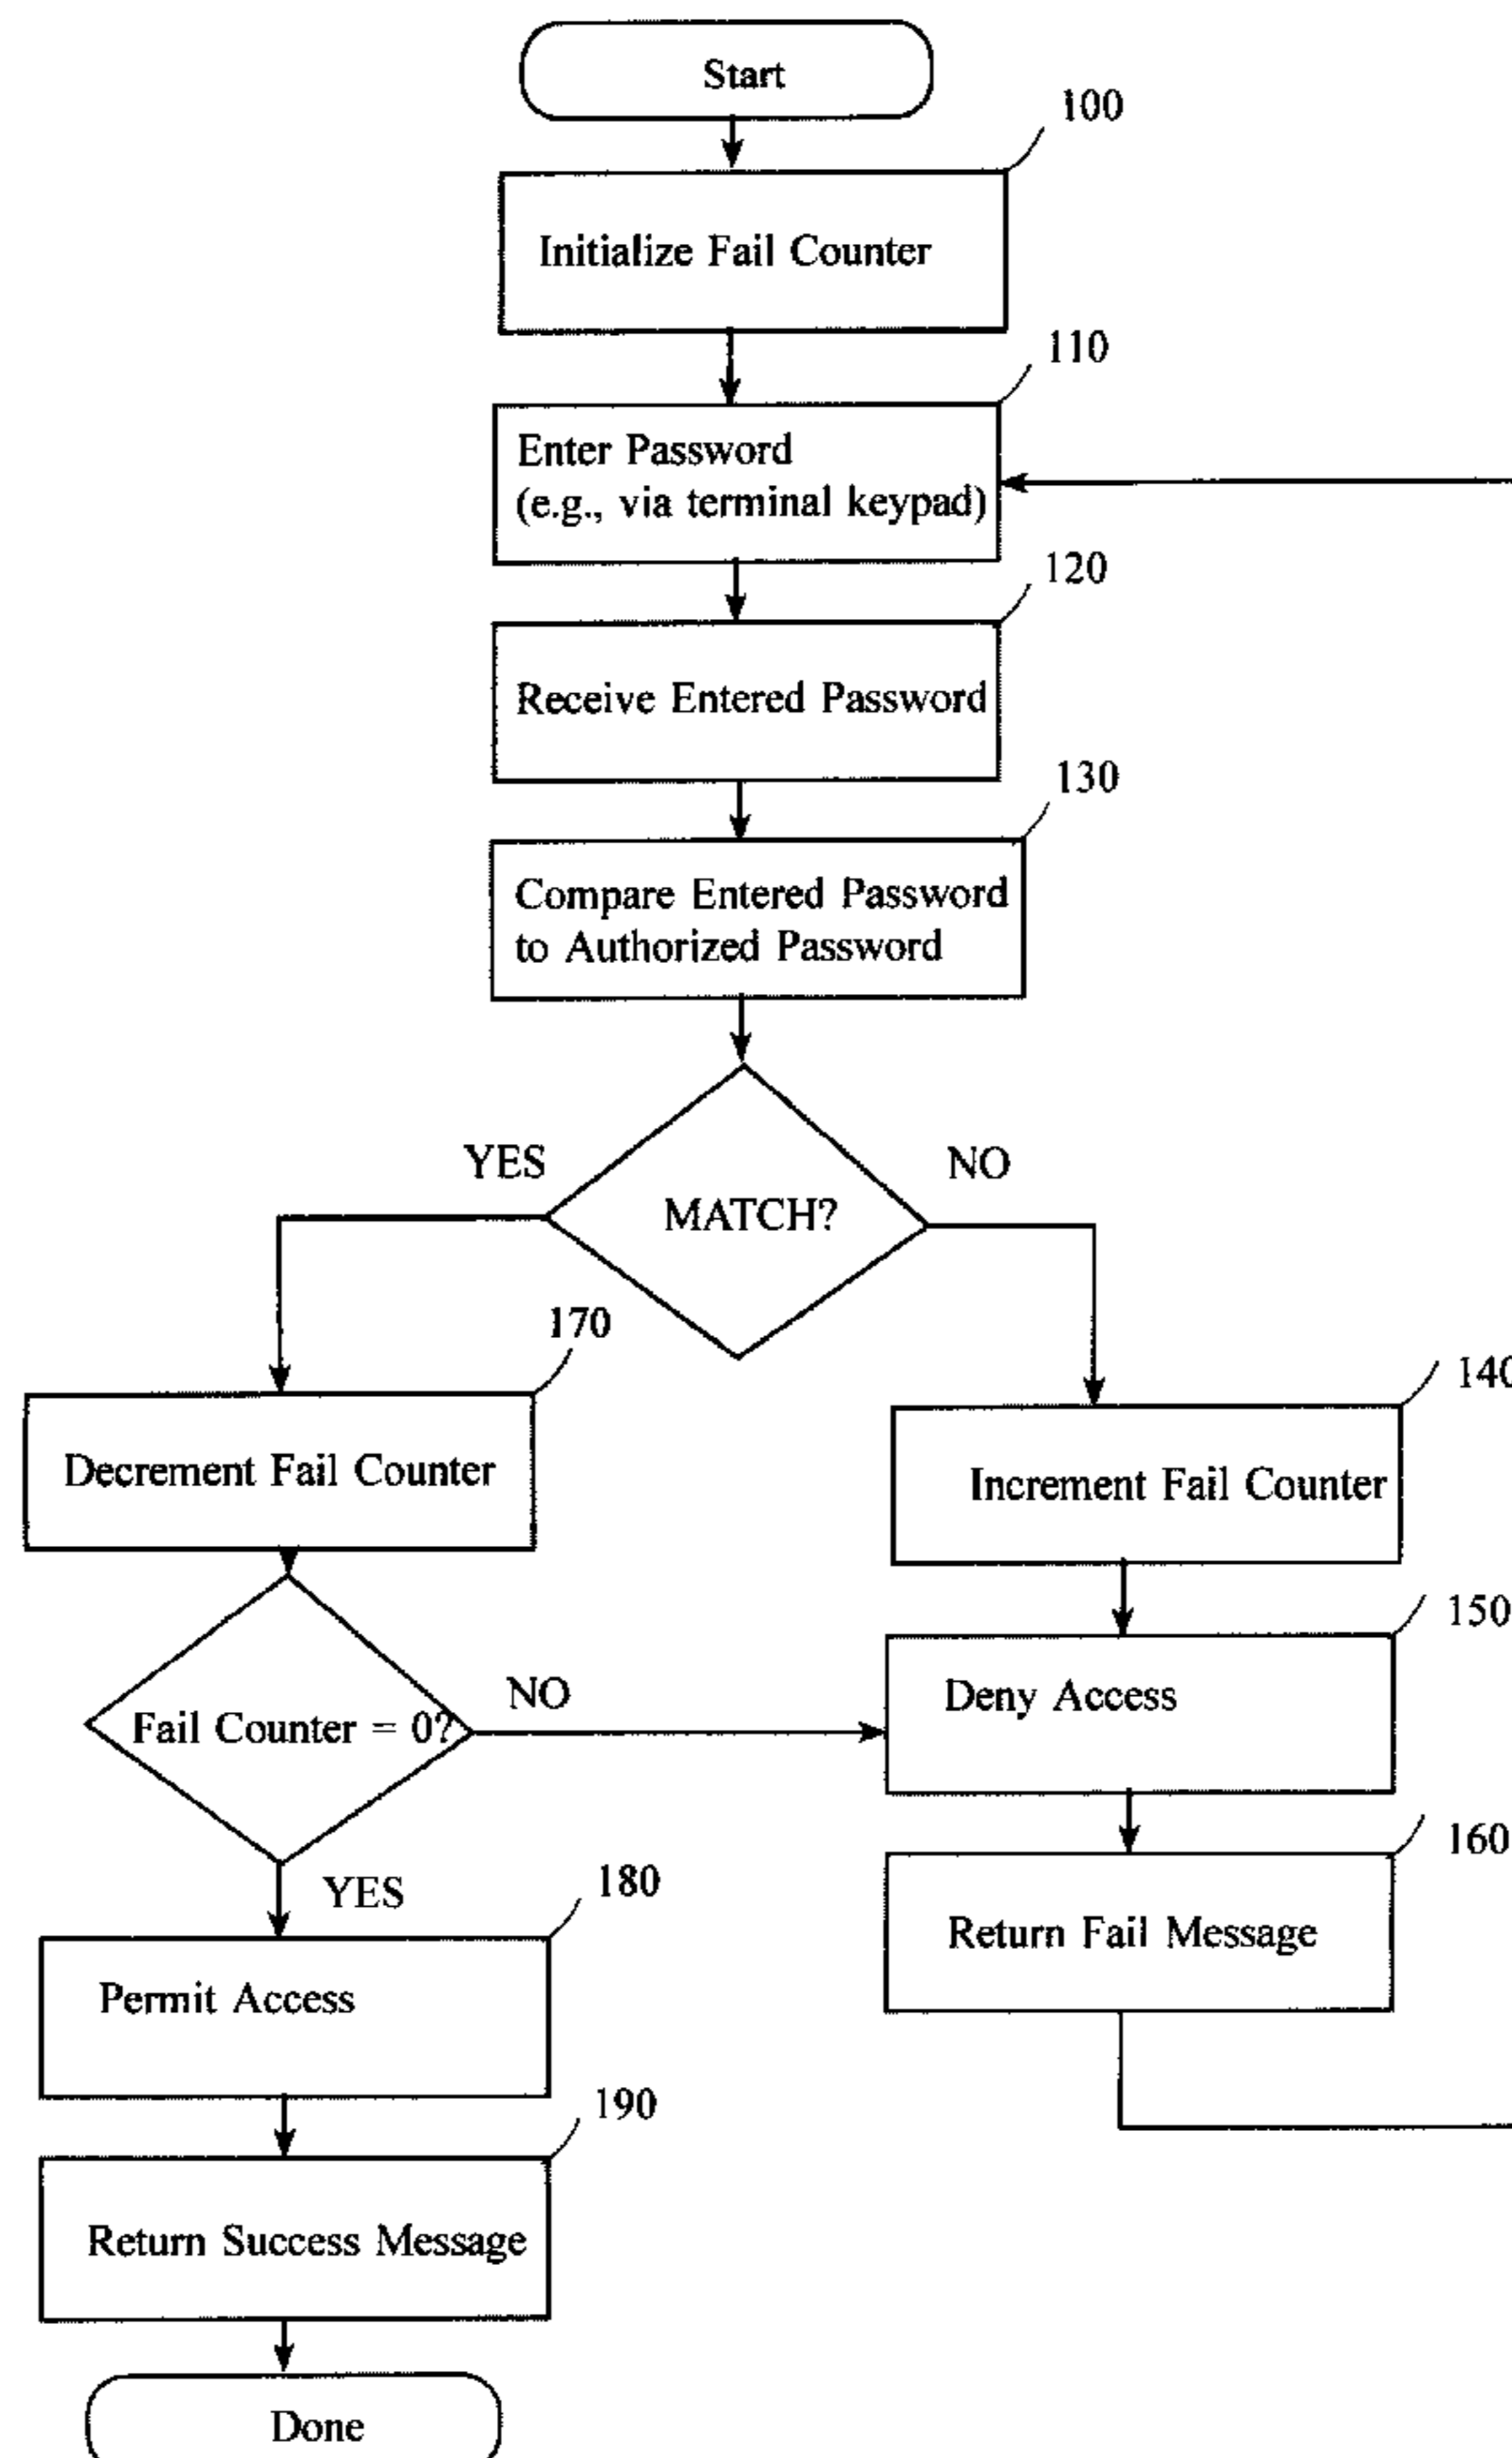 Start
100
Initialize Fail Counter
110
Enter Password
(e.g., via terminal keypad)
120
Receive Entered Password
130
Compare Entered Password
to Authorized Password
YES
NO
MATCH?
170
140
Decrement Fail Counter
Increment Fail Counter
150
Deny Access
NO
Fail Counter = 0?
160
YES
180
Return Fail Message
Permit Access
190
Return Success Message
Done